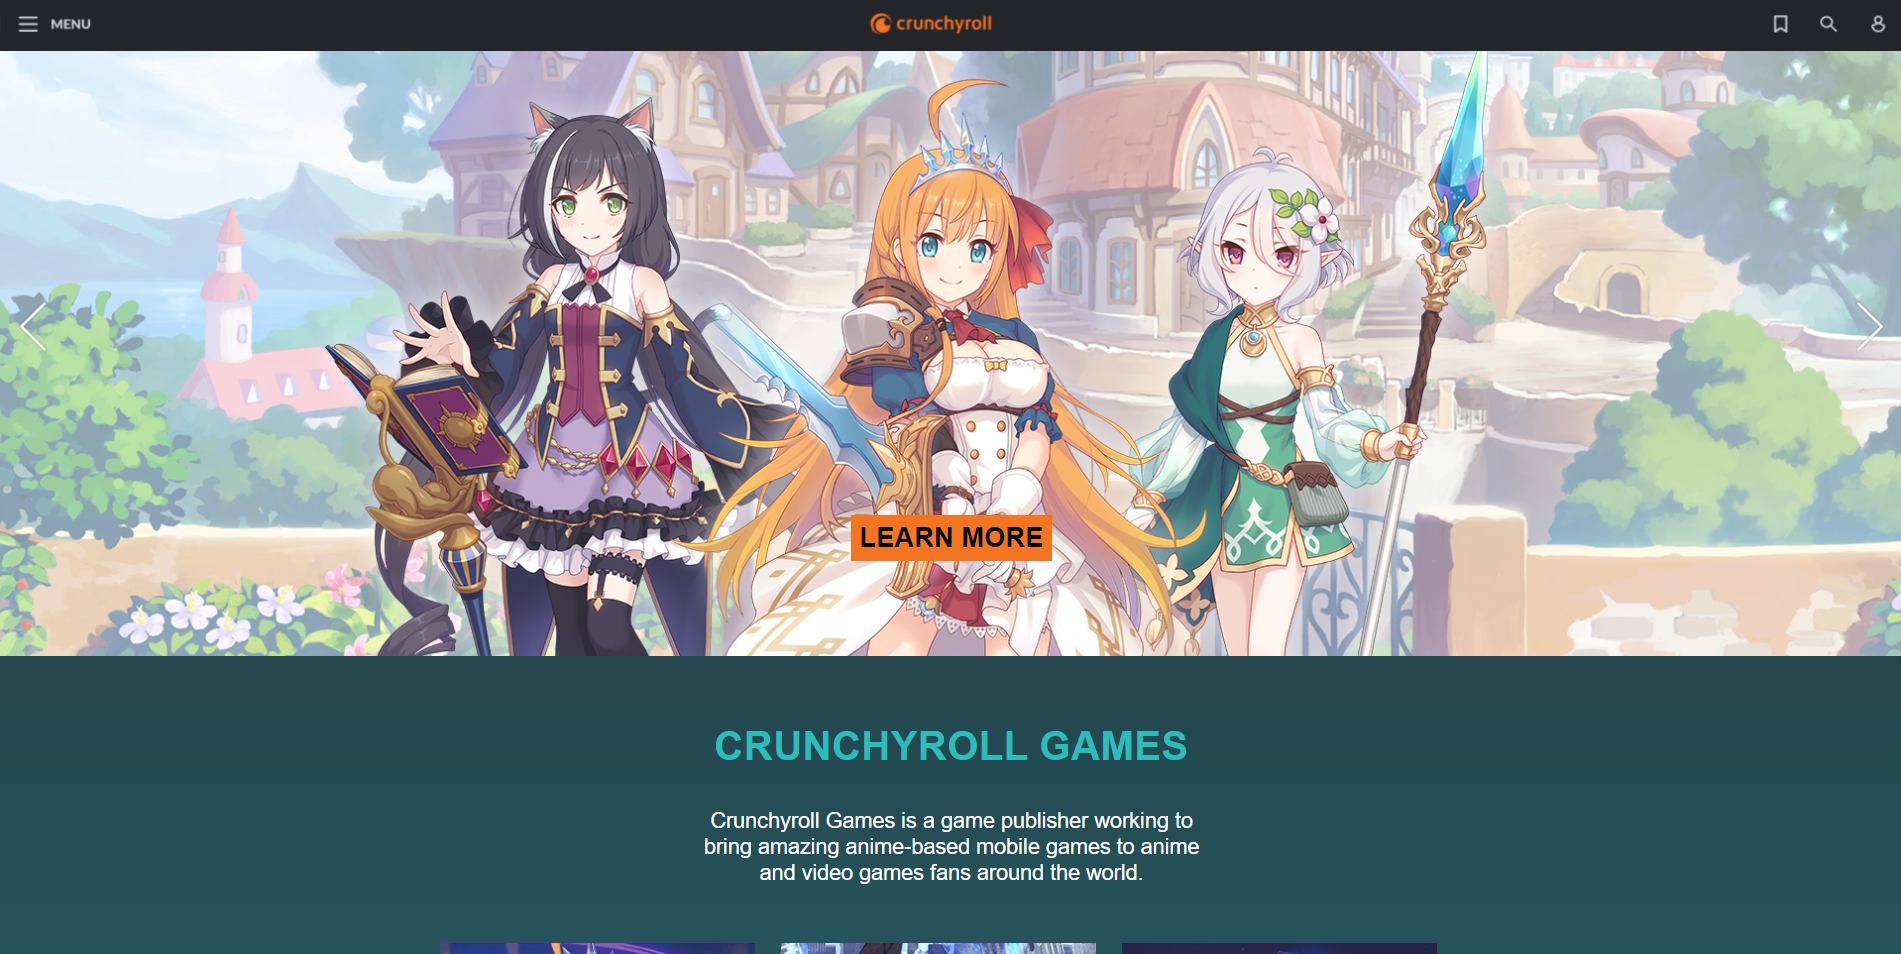 MENU
crunchyroll
LEARN MORE
CRUNCHYROLL GAMES
Crunchyroll Games is a game publisher working to
bring amazing anime-based mobile games to anime
and video games fans around the world.